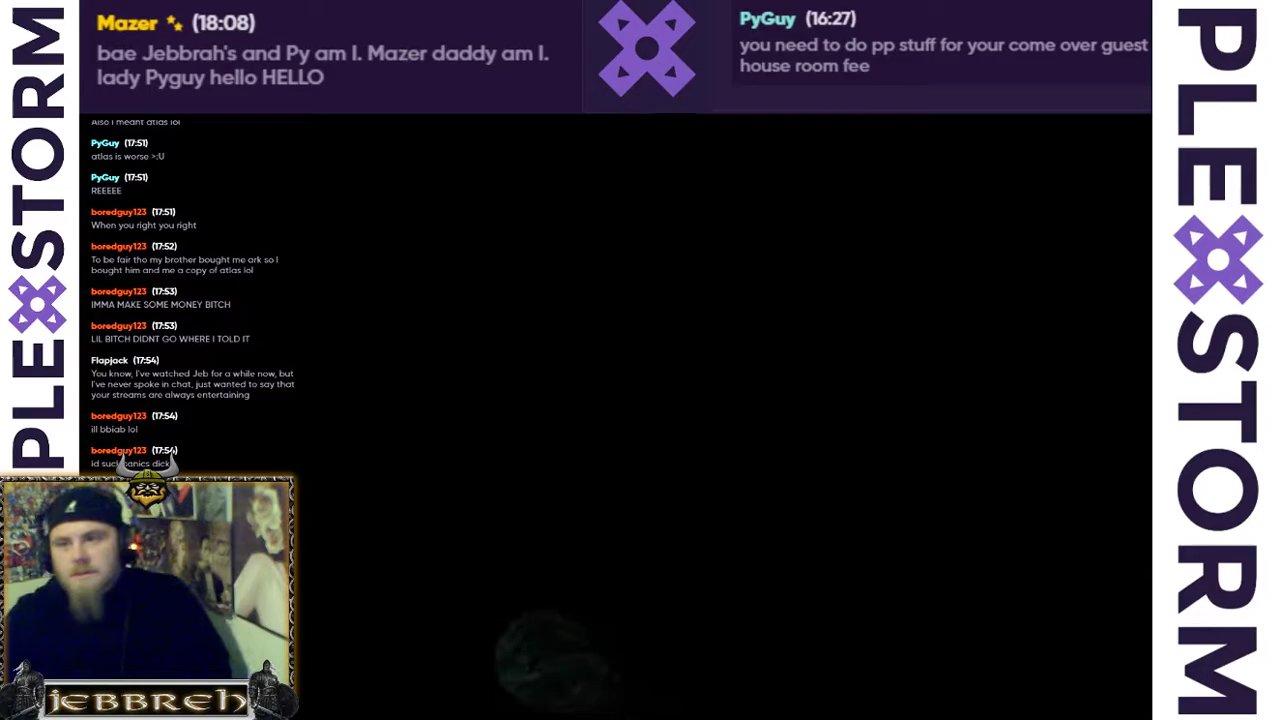 PLEXSTORM
Mazer (18:08)
bae Jebbrah's and Py am I. Mazer daddy am I.
lady Pyguy hello HELLO
PyGuy (16:27)
you need to do pp stuff for your come over guest
house room fee
Also I meant atlas lol
PyGuy (17:51)
atlas is worse >:U
PyGuy (17:51)
REEEEE
boredguy123 (17:51)
When you right you right
boredguy123 (17:52)
To be fair tho my brother bought me ark so I
bought him and me a copy of atlas lol
boredguy123 (17:53)
IMMA MAKE SOME MONEY BITCH
boredguy123 (17:53)
LIL BITCH DIDNT GO WHERE I TOLD IT
Flapjack (17:54)
You know, I've watched Jeb for a while now, but
I've never spoke in chat, just wanted to say that
your streams are always entertaining
boredguy123 (17:54)
ill bbiab lol
boredguy123 (17:54)
id suck dick
JEBBREH
PLEXSTORM